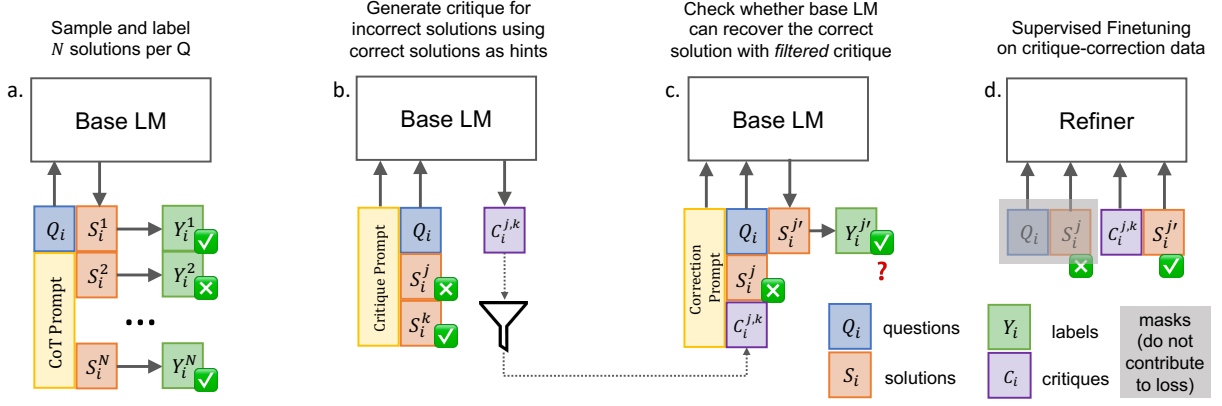 Sample and label
N solutions per Q
a.
Base LM
Q_i
S_i^1
Y_i^1
CoT Prompt
S_i^2
Y_i^2
...
S_i^N
Y_i^N
Generate critique for
incorrect solutions using
correct solutions as hints
b.
Base LM
Critique Prompt
Q_i
C_i^{j,k}
S_i^j
S_i^k
Check whether base LM
can recover the correct
solution with filtered critique
c.
Base LM
Correction
Prompt
Q_i
S_i^{j′}
Y_i^{j′}
?
S_i^j
C_i^{j,k}
Supervised Finetuning
on critique-correction data
d.
Refiner
Q_i
S_i^j
C_i^{j,k}
S_i^{j′}
Q_i questions
Y_i labels
S_i solutions
C_i critiques
masks
(do not
contribute
to loss)